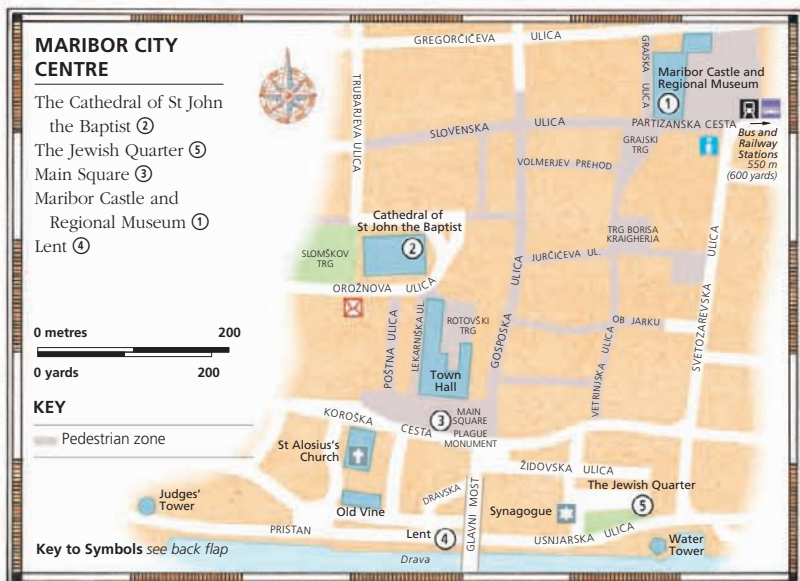 MARIBOR CITY
CENTRE
The Cathedral of St John
the Baptist ②
The Jewish Quarter ⑤
Main Square ③
Maribor Castle and
Regional Museum ①
Lent ④
0 metres 200
0 yards 200
KEY
Pedestrian zone
Key to Symbols see back flap
GREGORČIČEVA ULICA
TRUBARJEVA ULICA
GRAJSKA ULICA
Maribor Castle and
Regional Museum
①
PARTIZANSKA CESTA
Bus and
Railway
Stations
550 m
(600 yards)
SLOVENSKA ULICA
GRAJSKI
TRG
VOLMERJEV PREHOD
Cathedral of
St John the Baptist
②
SLOMŠKOV
TRG
TRG BORISA
KRAIGHERJA
JURČIČEVA UL.
OROŽNOVA ULICA
GOSPOSKA ULICA
SVETOZAREVSKA ULICA
POŠTNA ULICA
LEKARNIŠKA UL.
ROTOVŠKI
TRG
OB JARKU
VETRINJSKA ULICA
Town
Hall
KOROŠKA CESTA
③
MAIN
SQUARE
PLAGUE
MONUMENT
St Alosius's
Church
ŽIDOVSKA ULICA
The Jewish Quarter
⑤
Judges'
Tower
Old Vine
DRAVSKA
GLAVNI MOST
Synagogue
PRISTAN
Lent ④
USNJARSKA ULICA
Water
Tower
Drava